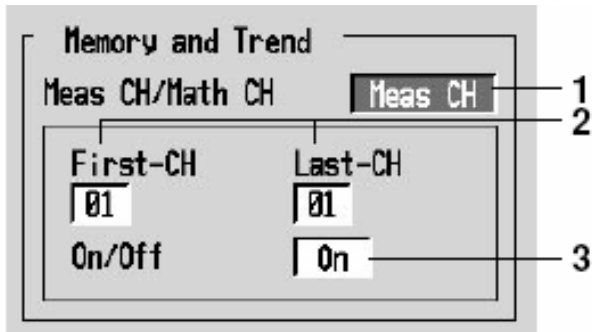 Memory and Trend
Meas CH/Math CH Meas CH 1
2
First-CH Last-CH
01 01
On/Off On 3